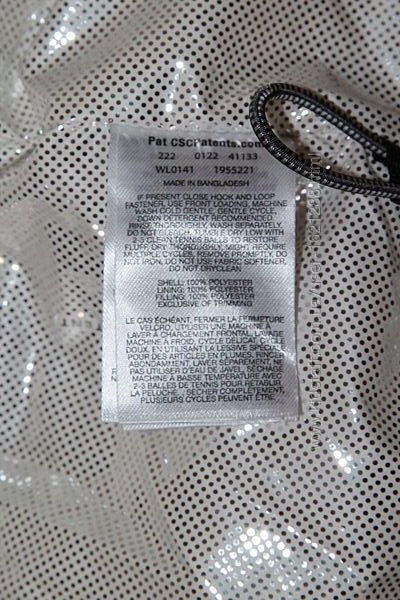 Pat CSCPatents.com
222 0122 41133
WL0141 1955221
MADE IN BANGLADESH
IF PRESENT CLOSE HOOK AND LOOP
FASTENER, USE FRONT LOADING, MACHINE
WASH COLD GENTLE, GENTLE CYCLE,
DOWN DETERGENT RECOMMENDED,
RINSE THOROUGHLY, WASH SEPARATELY,
DO NOT BLEACH, TUMBLE DRY LOW WITH
2-3 CLEAN TENNIS BALLS TO RESTORE
FLUFF, DRY THOROUGHLY, MIGHT REQUIRE
MULTIPLE CYCLES, REMOVE PROMPTLY, DO
NOT IRON, DO NOT USE FABRIC SOFTENER,
DO NOT DRYCLEAN.
SHELL: 100% POLYESTER
LINING: 100% POLYESTER
FILLING: 100% POLYESTER
EXCLUSIVE OF TRIMMING
LE CAS ÉCHÉANT, FERMER LA FERMETURE
VELCRO, UTILISER UNE MACHINE À
LAVER À CHARGEMENT FRONTAL, LAVAGE
MACHINE À FROID, CYCLE DÉLICAT, CYCLE
DOUX, EN UTILISANT LA LESSIVE SPÉCIALE
POUR DES ARTICLES EN PLUMES, RINCER
ABONDAMMENT, LAVER SÉPARÉMENT, NE
PAS UTILISER D'EAU DE JAVEL, SÉCHAGE
MACHINE À BASSE TEMPÉRATURE AVEC
2-3 BALLES DE TENNIS POUR RETABLIR
LA PELUCHE, SÉCHER COMPLÈTEMENT,
PLUSIEURS CYCLES PEUVENT ÊTRE